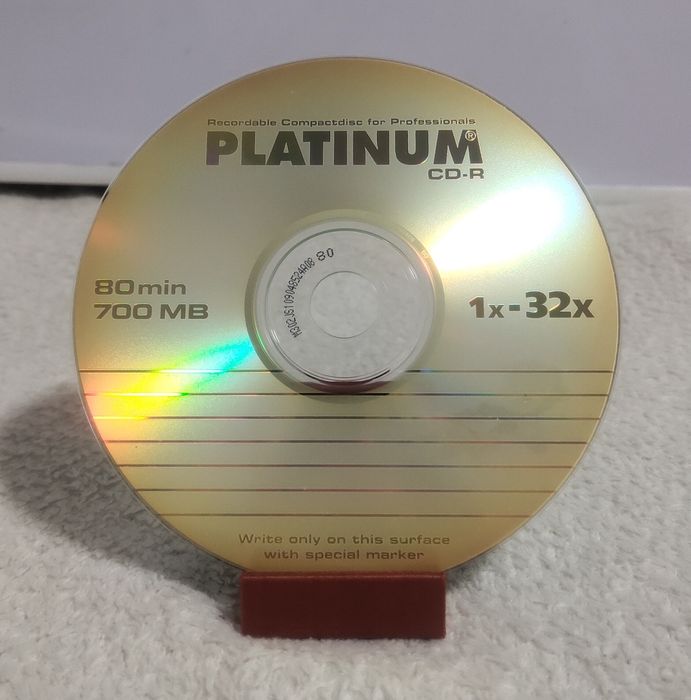 Recordable Compactdisc for Professionals
PLATINUM®
CD-R
80
80min
700 MB
1x-32x
Write only on this surface
with special marker